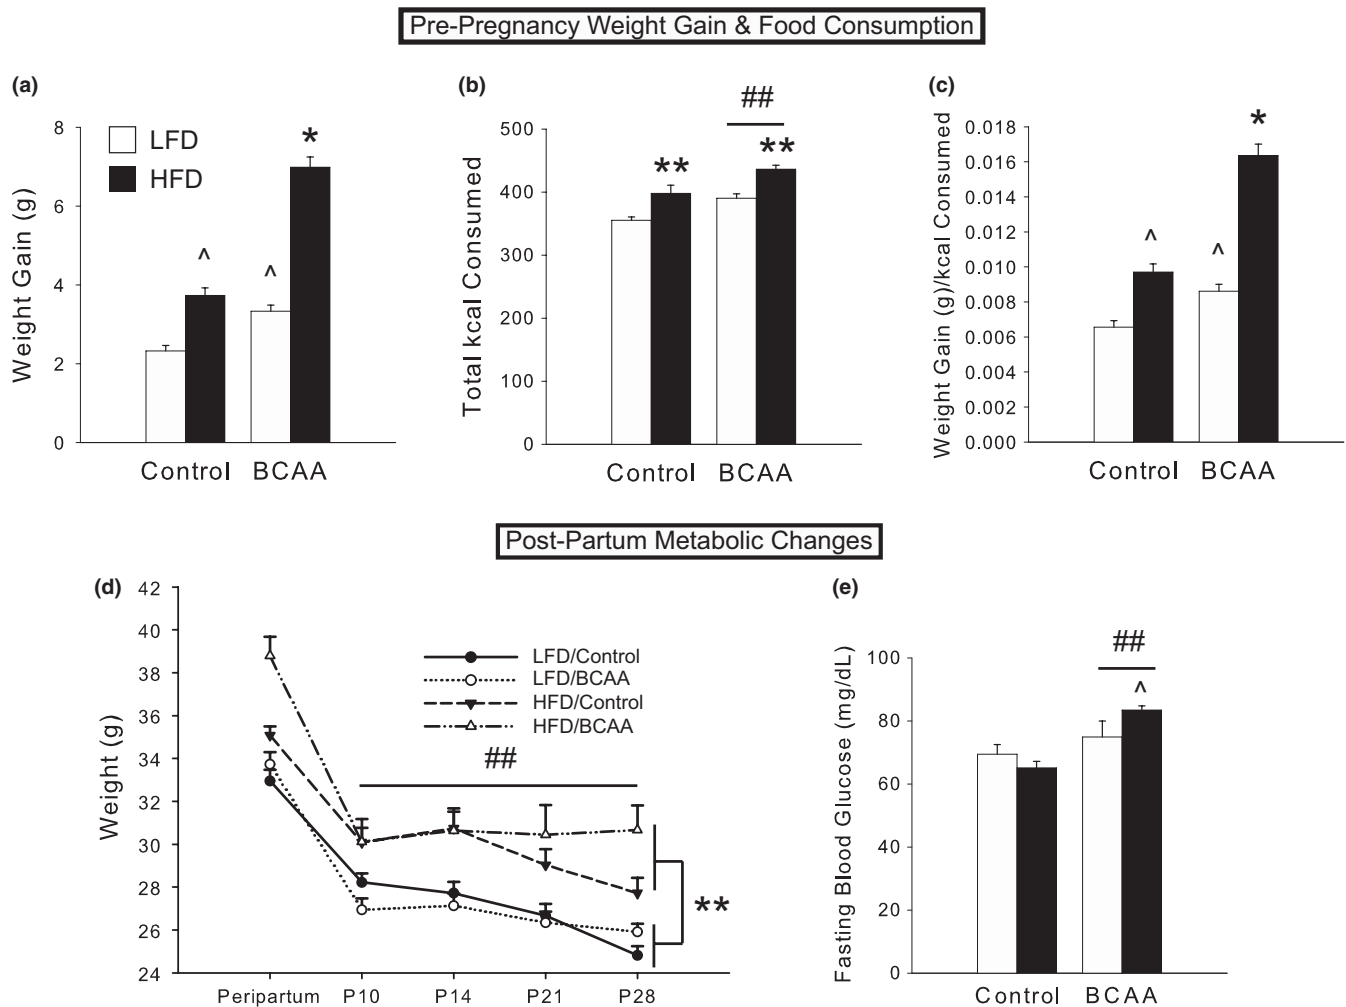 Pre-Pregnancy Weight Gain & Food Consumption
(a)
Weight Gain (g)
8
6
4
2
0
LFD
HFD
^
^
*
Control BCAA
(b)
Total kcal Consumed
500
400
300
200
100
0
**
##
**
Control BCAA
(c)
Weight Gain (g)/kcal Consumed
0.018
0.016
0.014
0.012
0.010
0.008
0.006
0.004
0.002
0.000
^
^
*
Control BCAA
Post-Partum Metabolic Changes
(d)
Weight (g)
42
40
38
36
34
32
30
28
26
24
LFD/Control
LFD/BCAA
HFD/Control
HFD/BCAA
##
**
Peripartum P10 P14 P21 P28
(e)
Fasting Blood Glucose (mg/dL)
100
80
60
40
20
0
##
^
Control BCAA